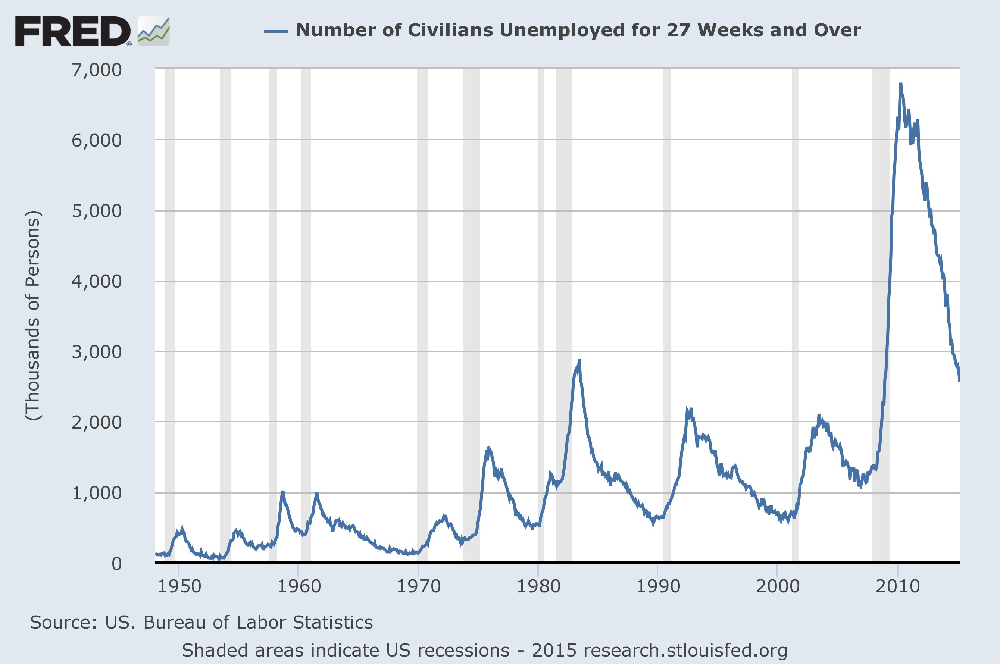 FRED®
Number of Civilians Unemployed for 27 Weeks and Over
(Thousands of Persons)
7,000
6,000
5,000
4,000
3,000
2,000
1,000
0
1950 1960 1970 1980 1990 2000 2010
Source: US. Bureau of Labor Statistics
Shaded areas indicate US recessions - 2015 research.stlouisfed.org